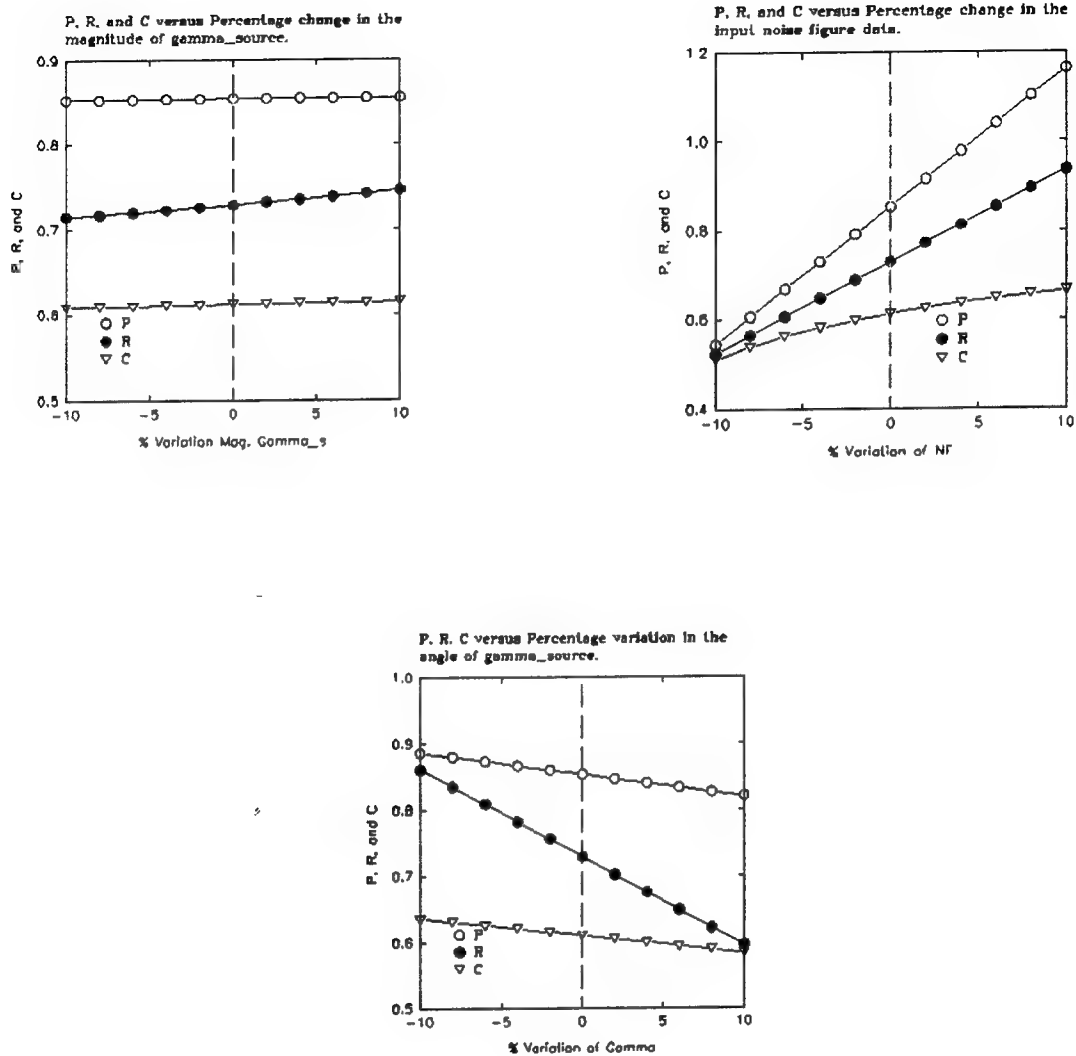 P, R, and C versus Percentage change in the
magnitude of gamma_source.
0.9
0.8
0.7
0.6
0.5
P, R, and C
P
R
C
-10
-5
0
5
10
% Variation Mag. Gamma_s
P, R, and C versus Percentage change in the
input noise figure data.
1.2
1.0
0.8
0.6
0.4
P, R, and C
P
R
C
-10
-5
0
5
10
% Variation of NF
P, R, C versus Percentage variation in the
angle of gamma_source.
1.0
0.9
0.8
0.7
0.6
0.5
P, R, and C
P
R
C
-10
-5
0
5
10
% Variation of Gamma